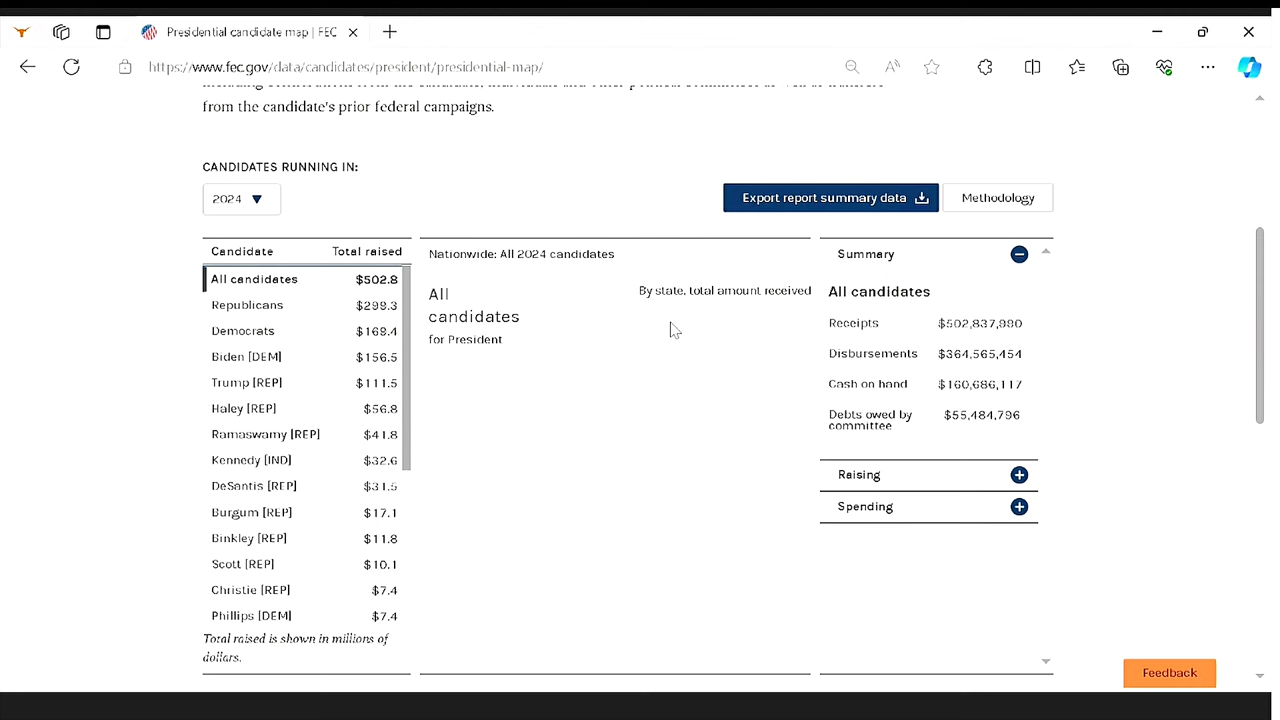 Presidential candidate map | FEC
https://www.fec.gov/data/candidates/president/presidential-map/
from the candidate's prior federal campaigns.
CANDIDATES RUNNING IN:
2024
Export report summary data
Methodology
Candidate Total raised
All candidates $502.8
Republicans $299.3
Democrats $169.4
Biden [DEM] $156.5
Trump [REP] $111.5
Haley [REP] $56.8
Ramaswamy [REP] $41.8
Kennedy [IND] $32.6
DeSantis [REP] $31.5
Burgum [REP] $17.1
Binkley [REP] $11.8
Scott [REP] $10.1
Christie [REP] $7.4
Phillips [DEM] $7.4
Total raised is shown in millions of
dollars.
Nationwide: All 2024 candidates
All
candidates
for President
By state, total amount received
Summary
All candidates
Receipts $502,837,980
Disbursements $364,565,454
Cash on hand $160,686,117
Debts owed by $55,484,796
committee
Raising
Spending
Feedback